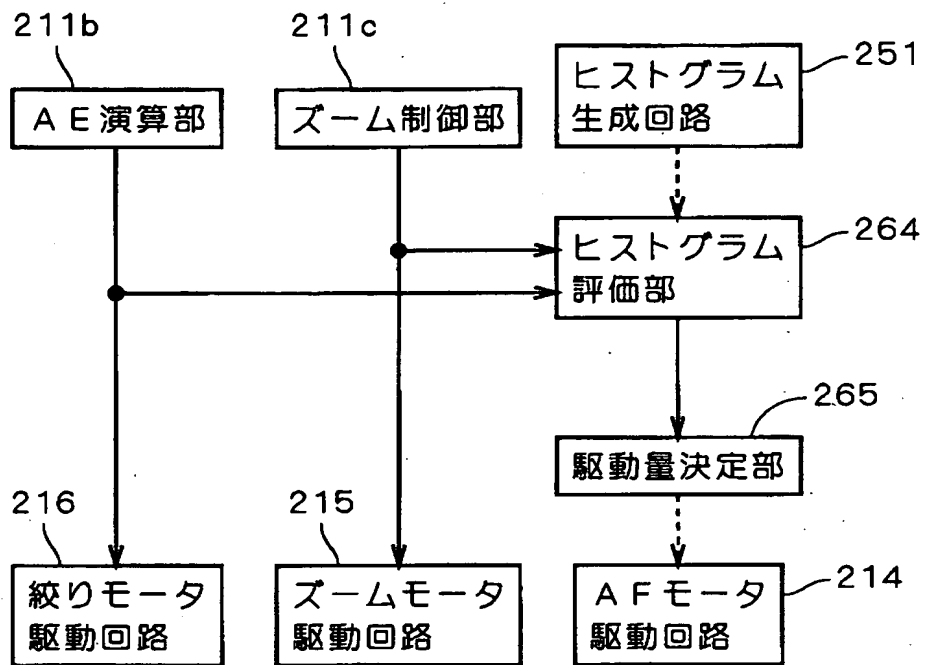 211b
211c
251
AE演算部
ズーム制御部
ヒストグラム
生成回路
264
ヒストグラム
評価部
265
駆動量決定部
216
215
214
絞りモータ
駆動回路
ズームモータ
駆動回路
AFモータ
駆動回路